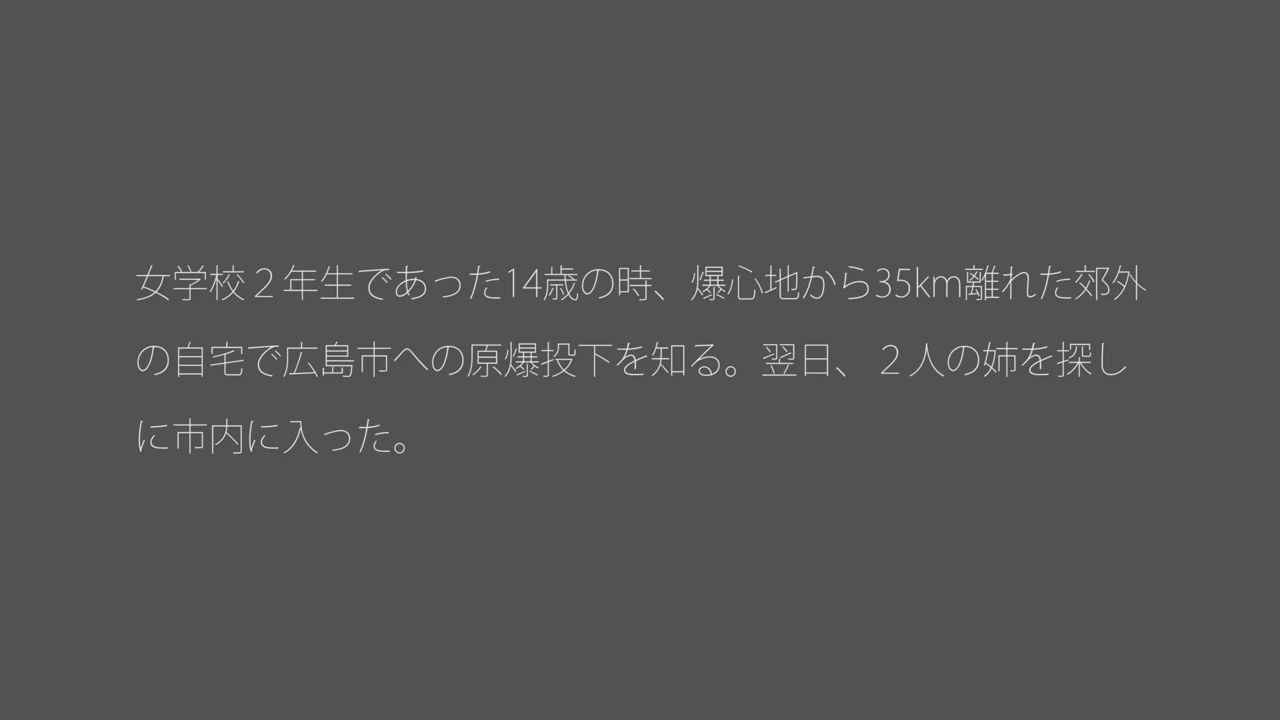 女学校２年生であった14歳の時、爆心地から35km離れた郊外
の自宅で広島市への原爆投下を知る。翌日、２人の姉を探し
に市内に入った。